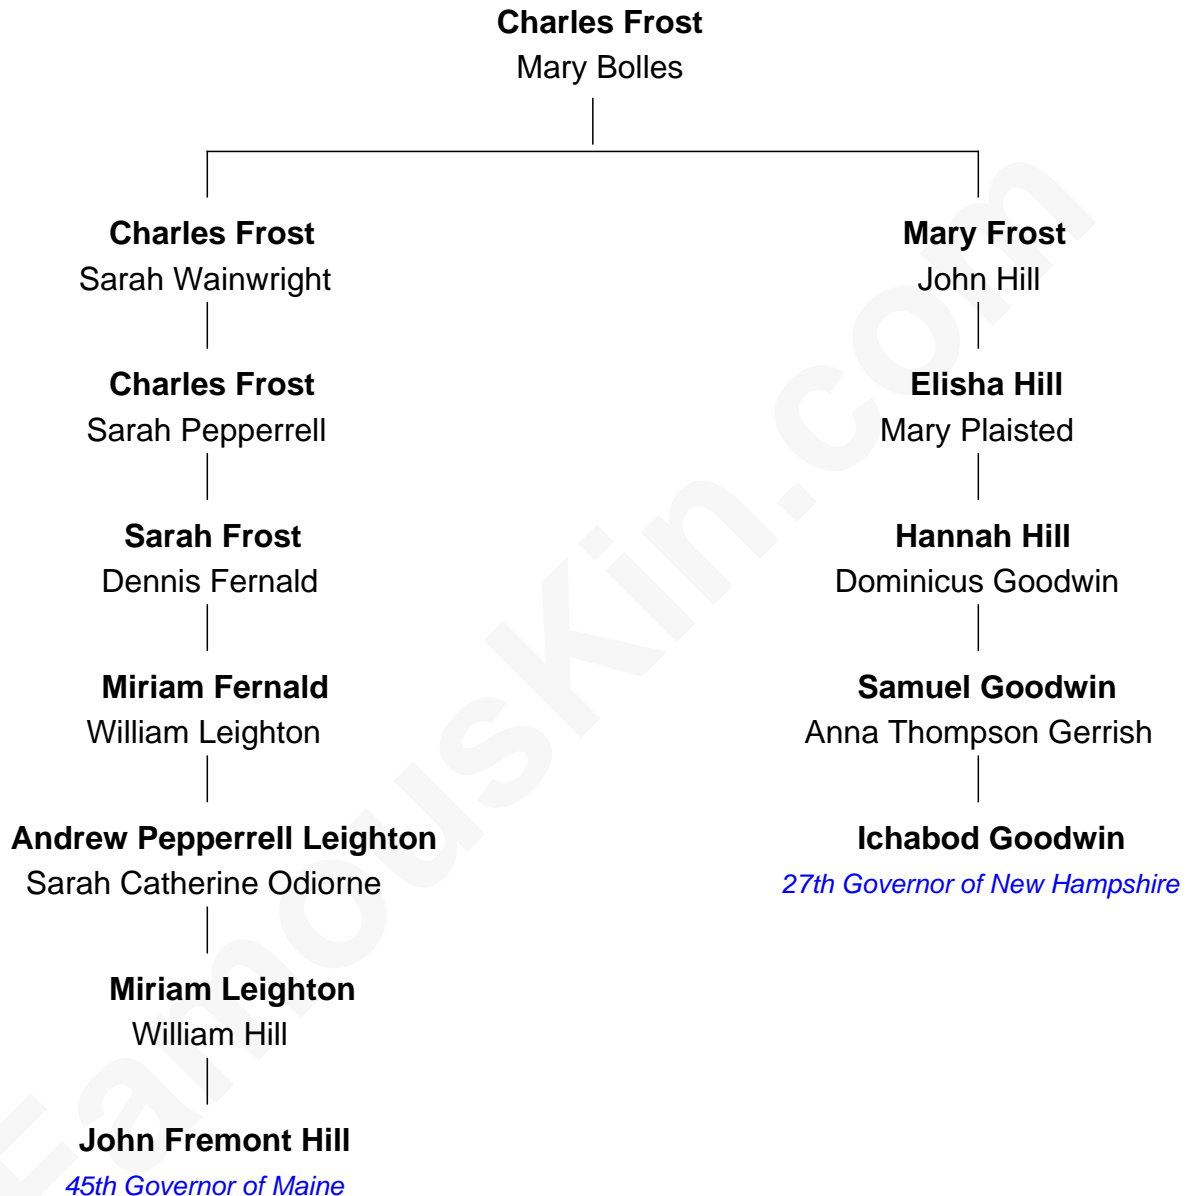 Charles Frost
Mary Bolles
Charles Frost
Sarah Wainwright
Mary Frost
John Hill
Charles Frost
Sarah Pepperrell
Elisha Hill
Mary Plaisted
Sarah Frost
Dennis Fernald
Hannah Hill
Dominicus Goodwin
Miriam Fernald
William Leighton
Samuel Goodwin
Anna Thompson Gerrish
Andrew Pepperrell Leighton
Sarah Catherine Odiorne
Ichabod Goodwin
27th Governor of New Hampshire
Miriam Leighton
William Hill
John Fremont Hill
45th Governor of Maine
FamousKin.com